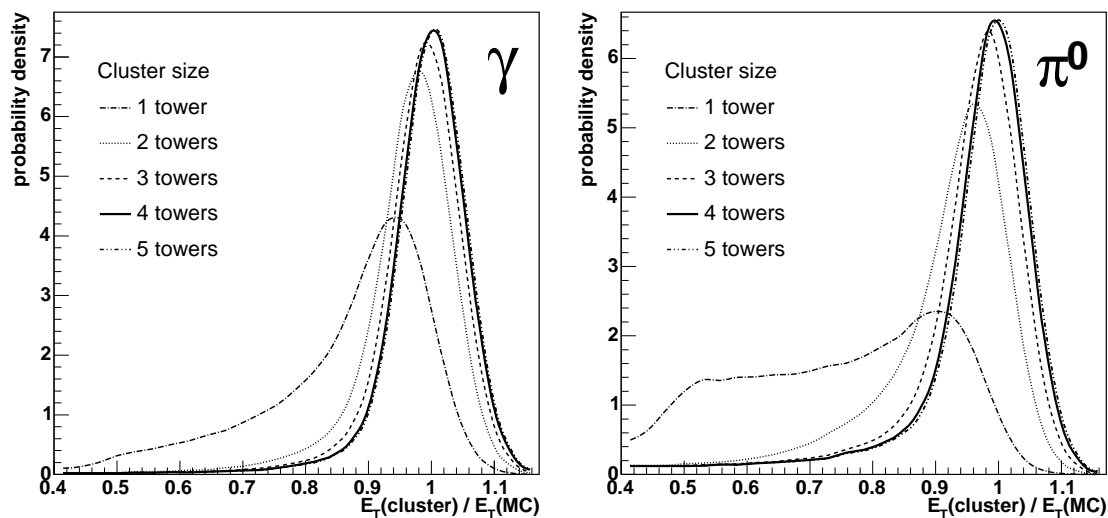 probability density
7
6
5
4
3
2
1
0
γ
Cluster size
1 tower
2 towers
3 towers
4 towers
5 towers
0.4 0.5 0.6 0.7 0.8 0.9 1 1.1
E_T(cluster) / E_T(MC)
probability density
6
5
4
3
2
1
0
π⁰
Cluster size
1 tower
2 towers
3 towers
4 towers
5 towers
0.4 0.5 0.6 0.7 0.8 0.9 1 1.1
E_T(cluster) / E_T(MC)